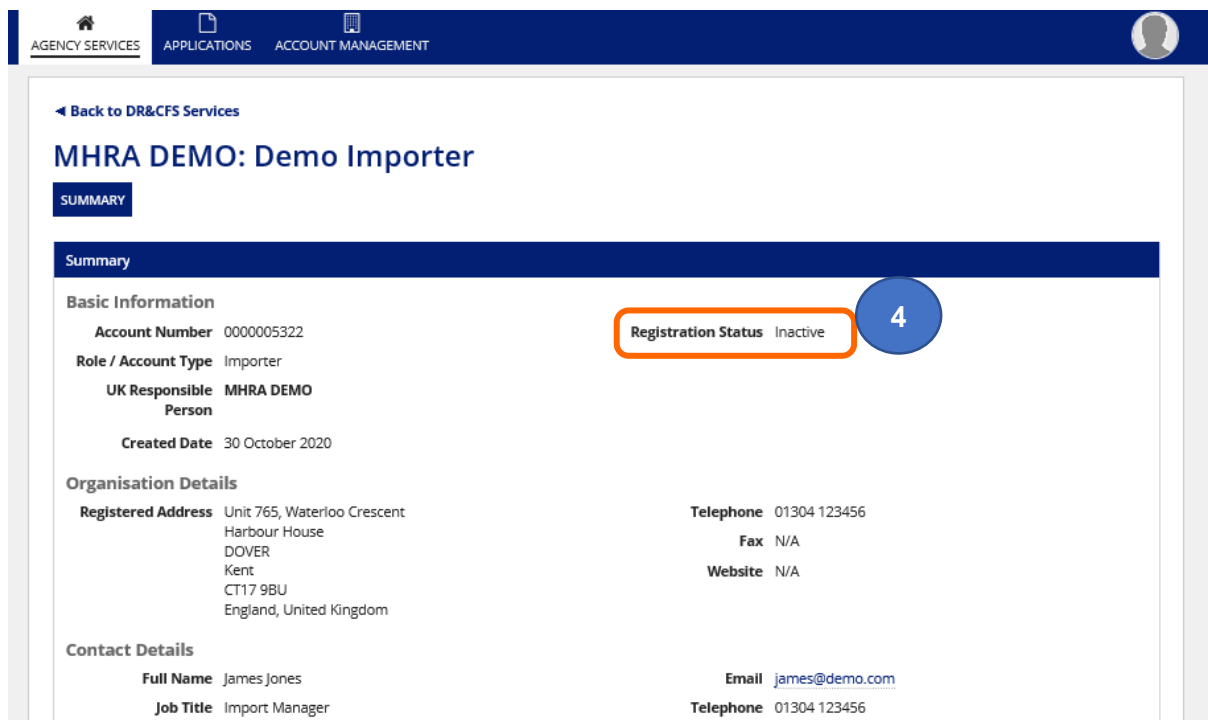 AGENCY SERVICES APPLICATIONS ACCOUNT MANAGEMENT
◄ Back to DR&CFS Services
MHRA DEMO: Demo Importer
SUMMARY
Summary
Basic Information
Account Number 0000005322 Registration Status Inactive 4
Role / Account Type Importer
UK Responsible Person MHRA DEMO
Created Date 30 October 2020
Organisation Details
Registered Address Unit 765, Waterloo Crescent Telephone 01304 123456
Harbour House
Fax N/A
DOVER
Kent Website N/A
CT17 9BU
England, United Kingdom
Contact Details
Full Name James Jones Email james@demo.com
Job Title Import Manager Telephone 01304 123456